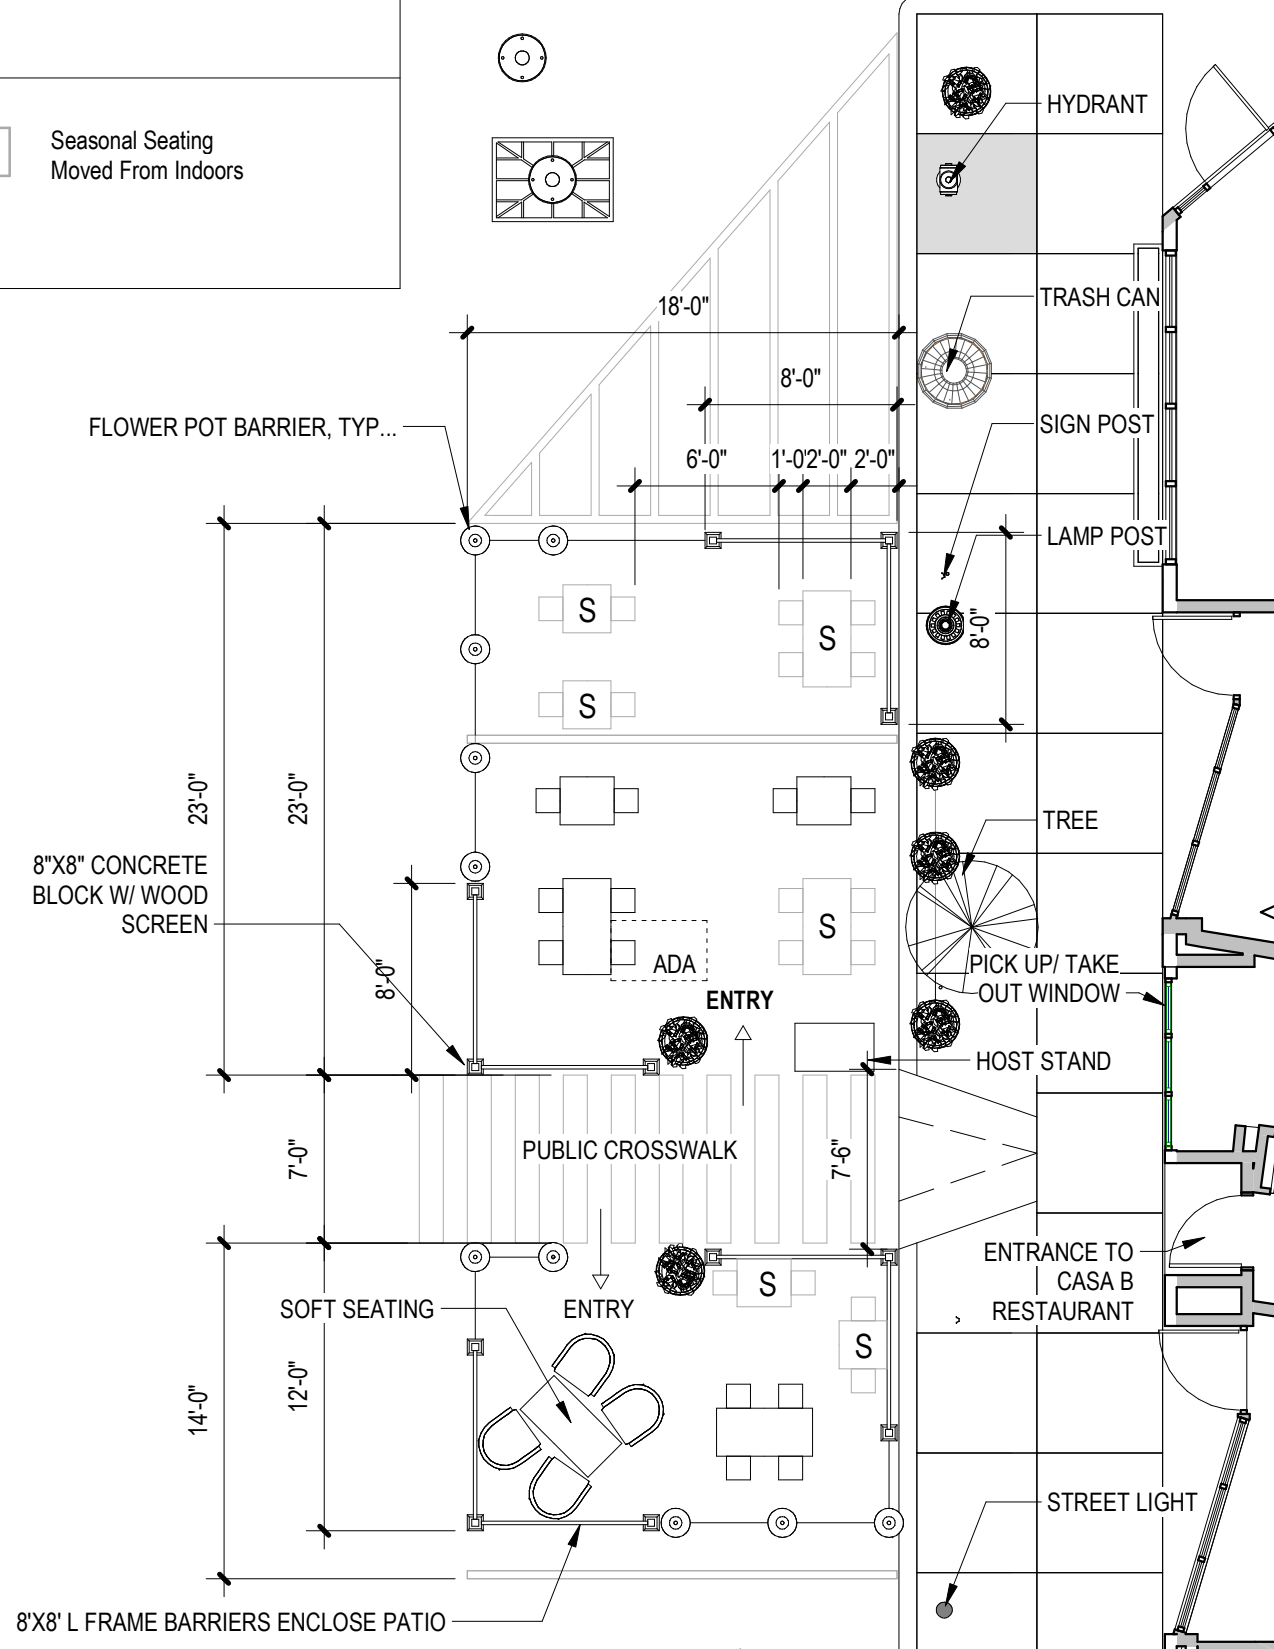 Seasonal Seating
Moved From Indoors
HYDRANT
TRASH CAN
18'-0"
8'-0"
FLOWER POT BARRIER, TYP...
SIGN POST
6'-0"
1'-0"
2'-0"
2'-0"
LAMP POST
S
S
8'-0"
S
23'-0"
23'-0"
TREE
8"X8" CONCRETE
BLOCK W/ WOOD
SCREEN
S
8'-0"
ADA
PICK UP/ TAKE
OUT WINDOW
ENTRY
HOST STAND
PUBLIC CROSSWALK
7'-0"
7'-6"
ENTRANCE TO
CASA B
RESTAURANT
SOFT SEATING
ENTRY
S
S
14'-0"
12'-0"
STREET LIGHT
8'X8' L FRAME BARRIERS ENCLOSE PATIO